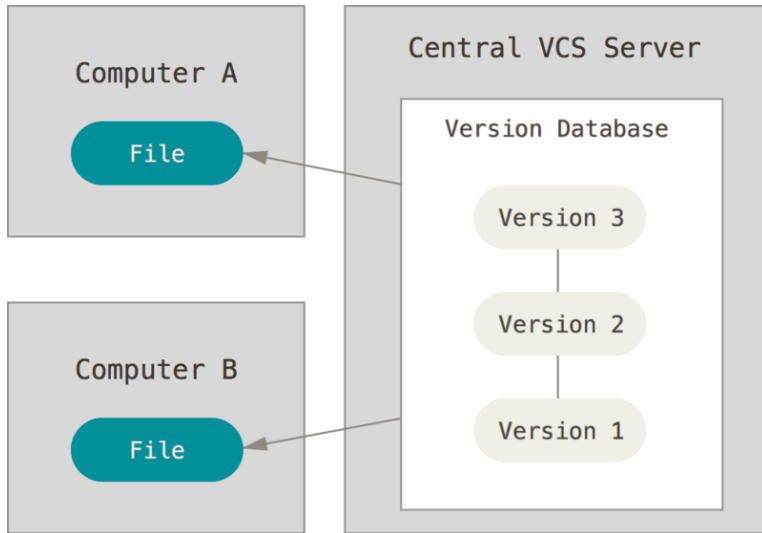 Computer A
File
Computer B
File
Central VCS Server
Version Database
Version 3
Version 2
Version 1